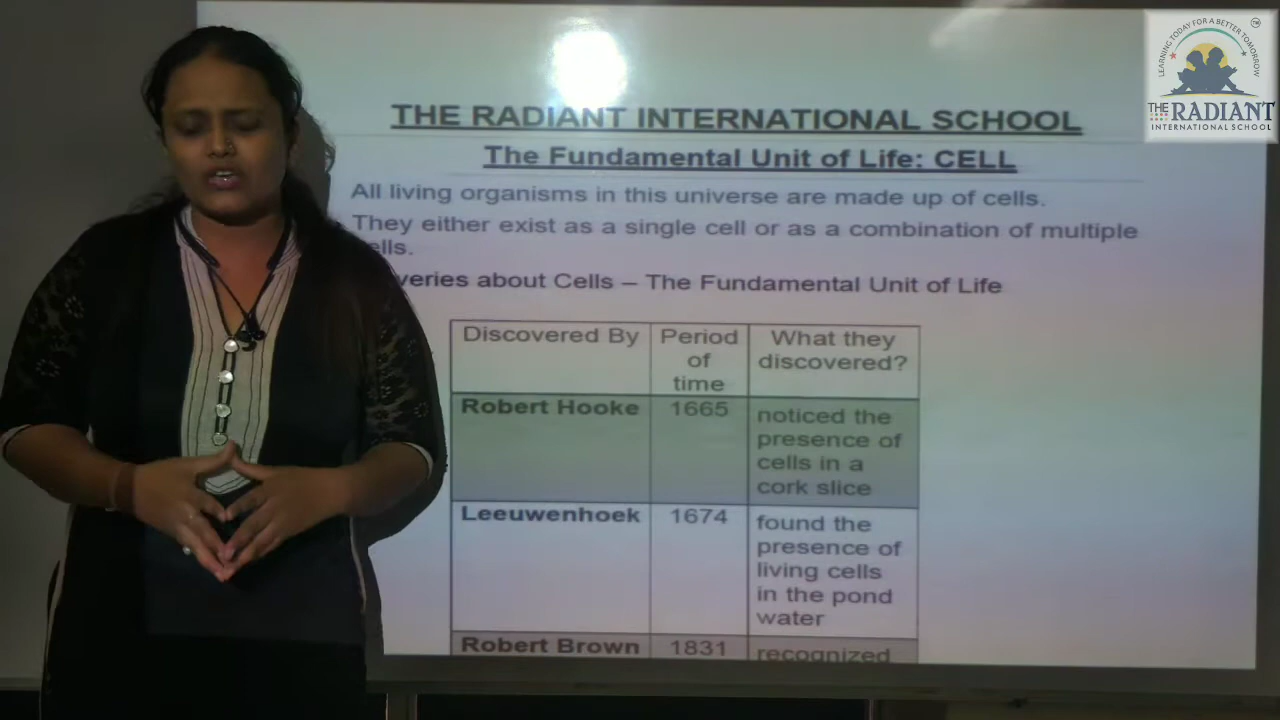 LEARNING TODAY FOR A BETTER TOMORROW
THE RADIANT
INTERNATIONAL SCHOOL
THE RADIANT INTERNATIONAL SCHOOL
The Fundamental Unit of Life: CELL
All living organisms in this universe are made up of cells.
They either exist as a single cell or as a combination of multiple
ells.
veries about Cells – The Fundamental Unit of Life
Discovered By
Period
of
time
What they
discovered?
Robert Hooke
1665
noticed the
presence of
cells in a
cork slice
Leeuwenhoek
1674
found the
presence of
living cells
in the pond
water
Robert Brown
1831
recognized